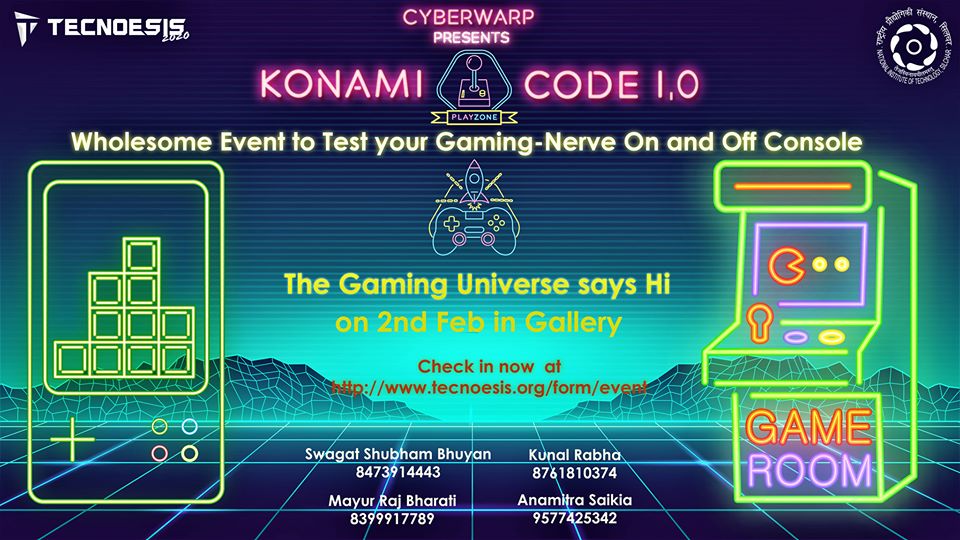 TECNOESIS
2020
CYBERWARP
PRESENTS
KONAMI CODE 1.0
PLAYZONE
राष्ट्रीय प्रौद्योगिकी संस्थान, सिलचर
NATIONAL INSTITUTE OF TECHNOLOGY, SILCHAR
Wholesome Event to Test your Gaming-Nerve On and Off Console
The Gaming Universe says Hi
on 2nd Feb in Gallery
Check in now at
http://www.tecnoesis.org/form/event
GAME
ROOM
Swagat Shubham Bhuyan
8473914443
Kunal Rabha
8761810374
Mayur Raj Bharati
8399917789
Anamitra Saikia
9577425342